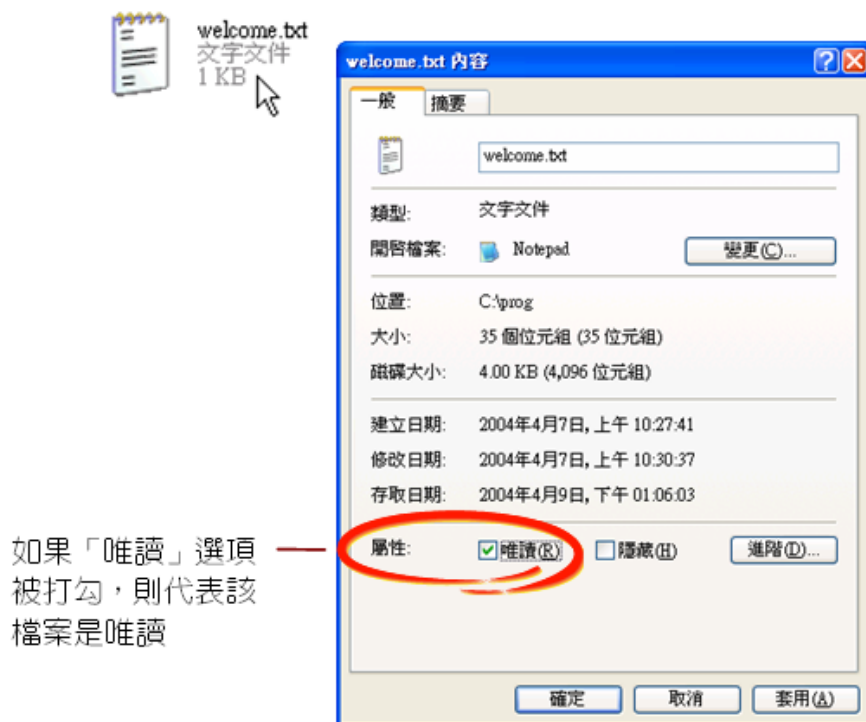 welcome.txt
文字文件
1 KB
welcome.txt 內容
一般 摘要
welcome.txt
類型: 文字文件
開啓檔案: Notepad 變更(C)...
位置: C:\prog
大小: 35 個位元組 (35 位元組)
磁碟大小: 4.00 KB (4,096 位元組)
建立日期: 2004年4月7日, 上午 10:27:41
修改日期: 2004年4月7日, 上午 10:30:37
存取日期: 2004年4月9日, 下午 01:06:03
屬性: 唯讀(R) 隱藏(H) 進階(D)...
如果「唯讀」選項
被打勾，則代表該
檔案是唯讀
確定 取消 套用(A)